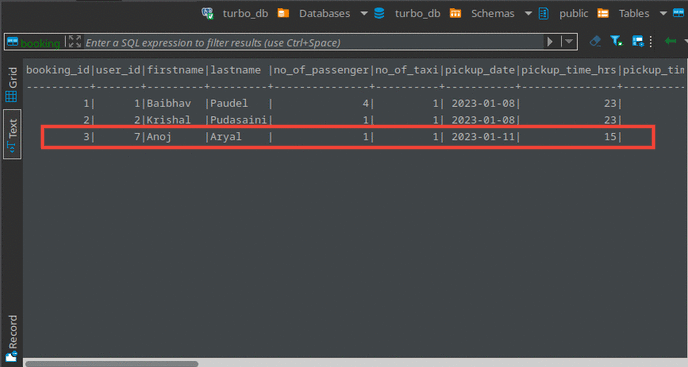 turbo_db Databases turbo_db Schemas public Tables
booking Enter a SQL expression to filter results (use Ctrl+Space)
Grid
Text
Record
booking_id|user_id|firstname|lastname |no_of_passenger|no_of_taxi|pickup_date|pickup_time_hrs|pickup_tim
----------+-------+---------+---------+---------------+----------+-----------+---------------+----------
1| 1|Baibhav |Paudel | 4| 1| 2023-01-08| 23|
2| 2|Krishal |Pudasaini| 1| 1| 2023-01-08| 23|
3| 7|Anoj |Aryal | 1| 1| 2023-01-11| 15|